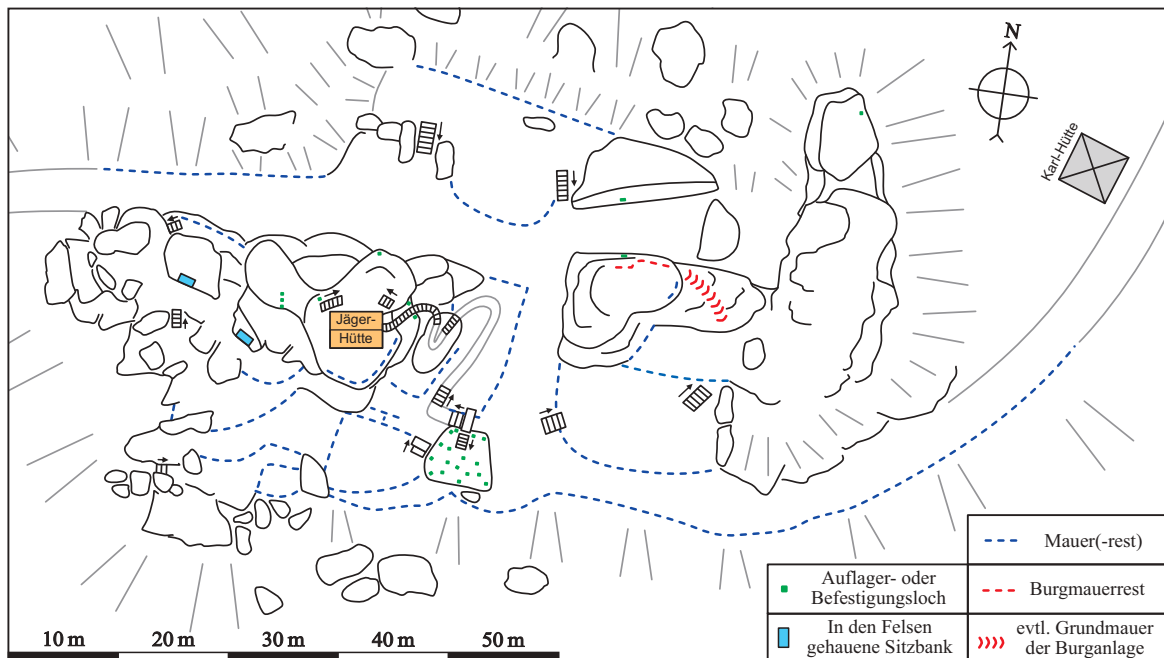 N
Karl-Hütte
Jäger-
Hütte
Mauer(-rest)
Auflager- oder
Befestigungsloch
Burgmauerrest
In den Felsen
gehauene Sitzbank
evtl. Grundmauer
der Burganlage
10 m 20 m 30 m 40 m 50 m